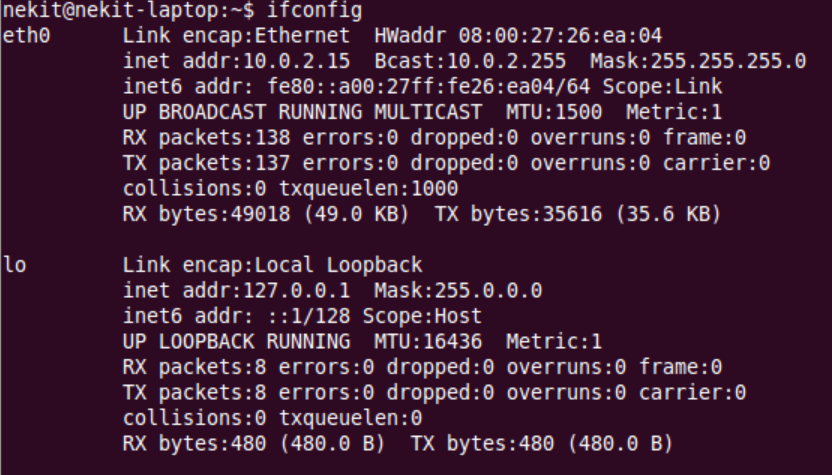 nekit@nekit-laptop:~$ ifconfig
eth0      Link encap:Ethernet  HWaddr 08:00:27:26:ea:04
          inet addr:10.0.2.15  Bcast:10.0.2.255  Mask:255.255.255.0
          inet6 addr: fe80::a00:27ff:fe26:ea04/64 Scope:Link
          UP BROADCAST RUNNING MULTICAST  MTU:1500  Metric:1
          RX packets:138 errors:0 dropped:0 overruns:0 frame:0
          TX packets:137 errors:0 dropped:0 overruns:0 carrier:0
          collisions:0 txqueuelen:1000
          RX bytes:49018 (49.0 KB)  TX bytes:35616 (35.6 KB)

lo        Link encap:Local Loopback
          inet addr:127.0.0.1  Mask:255.0.0.0
          inet6 addr: ::1/128 Scope:Host
          UP LOOPBACK RUNNING  MTU:16436  Metric:1
          RX packets:8 errors:0 dropped:0 overruns:0 frame:0
          TX packets:8 errors:0 dropped:0 overruns:0 carrier:0
          collisions:0 txqueuelen:0
          RX bytes:480 (480.0 B)  TX bytes:480 (480.0 B)